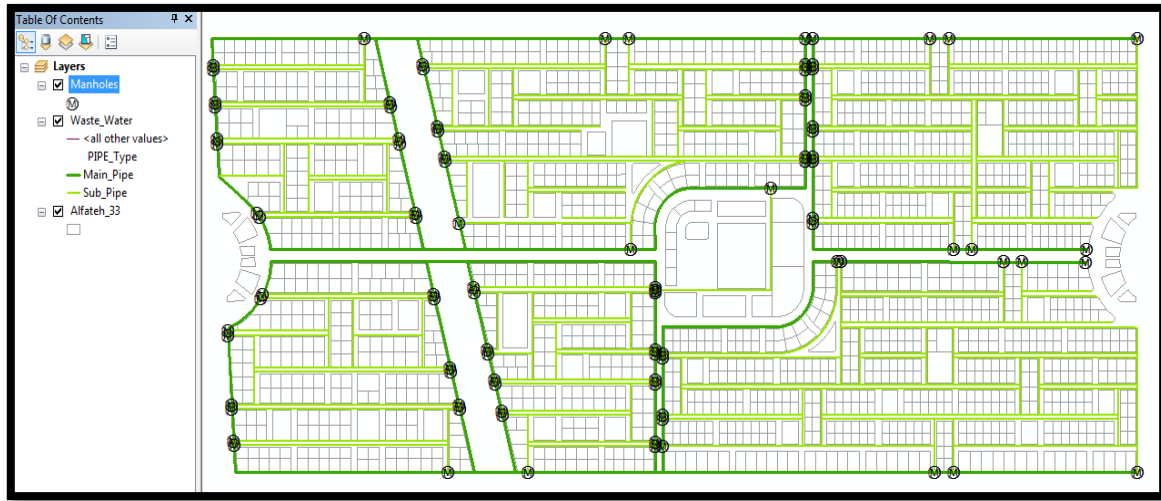 Table Of Contents
Layers
Manholes
M
Waste_Water
<all other values>
PIPE_Type
Main_Pipe
Sub_Pipe
Alfateh_33